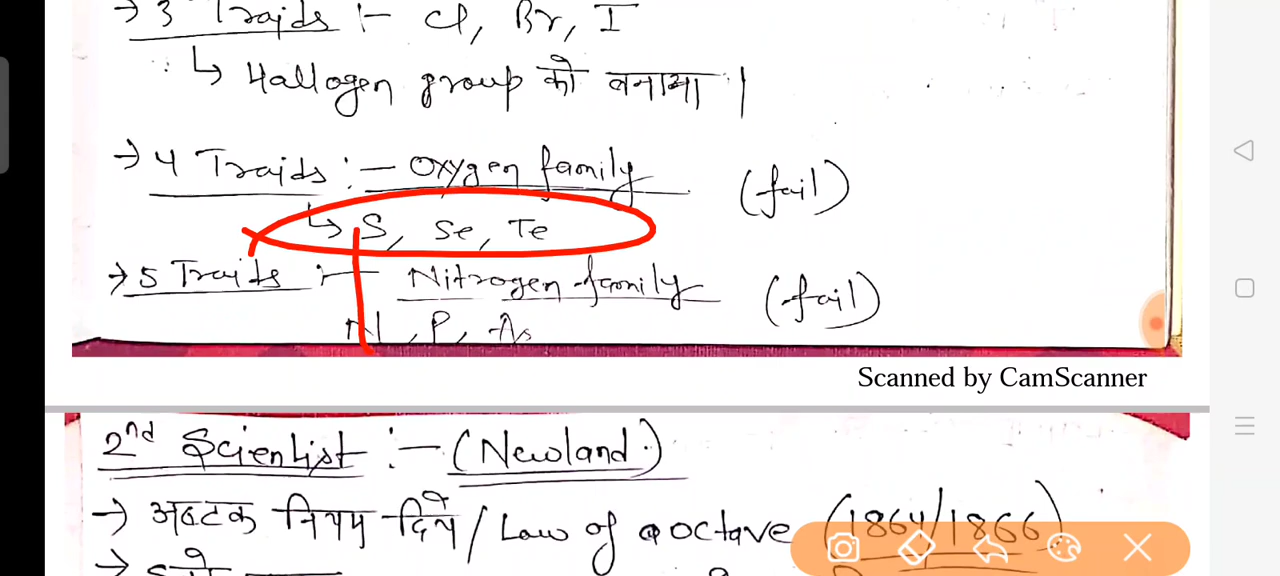 → 3 Traids :- Cl, Br, I
↳ Hallogen group को बनाया |
→ 4 Traids :- Oxygen family (fail)
↳ S, Se, Te
→ 5 Traids :- Nitrogen family (fail)
N, P, As
Scanned by CamScanner
2nd Scientist :- (Newland)
→ अष्टक नियम दिये / Law of octave (1864/1866)